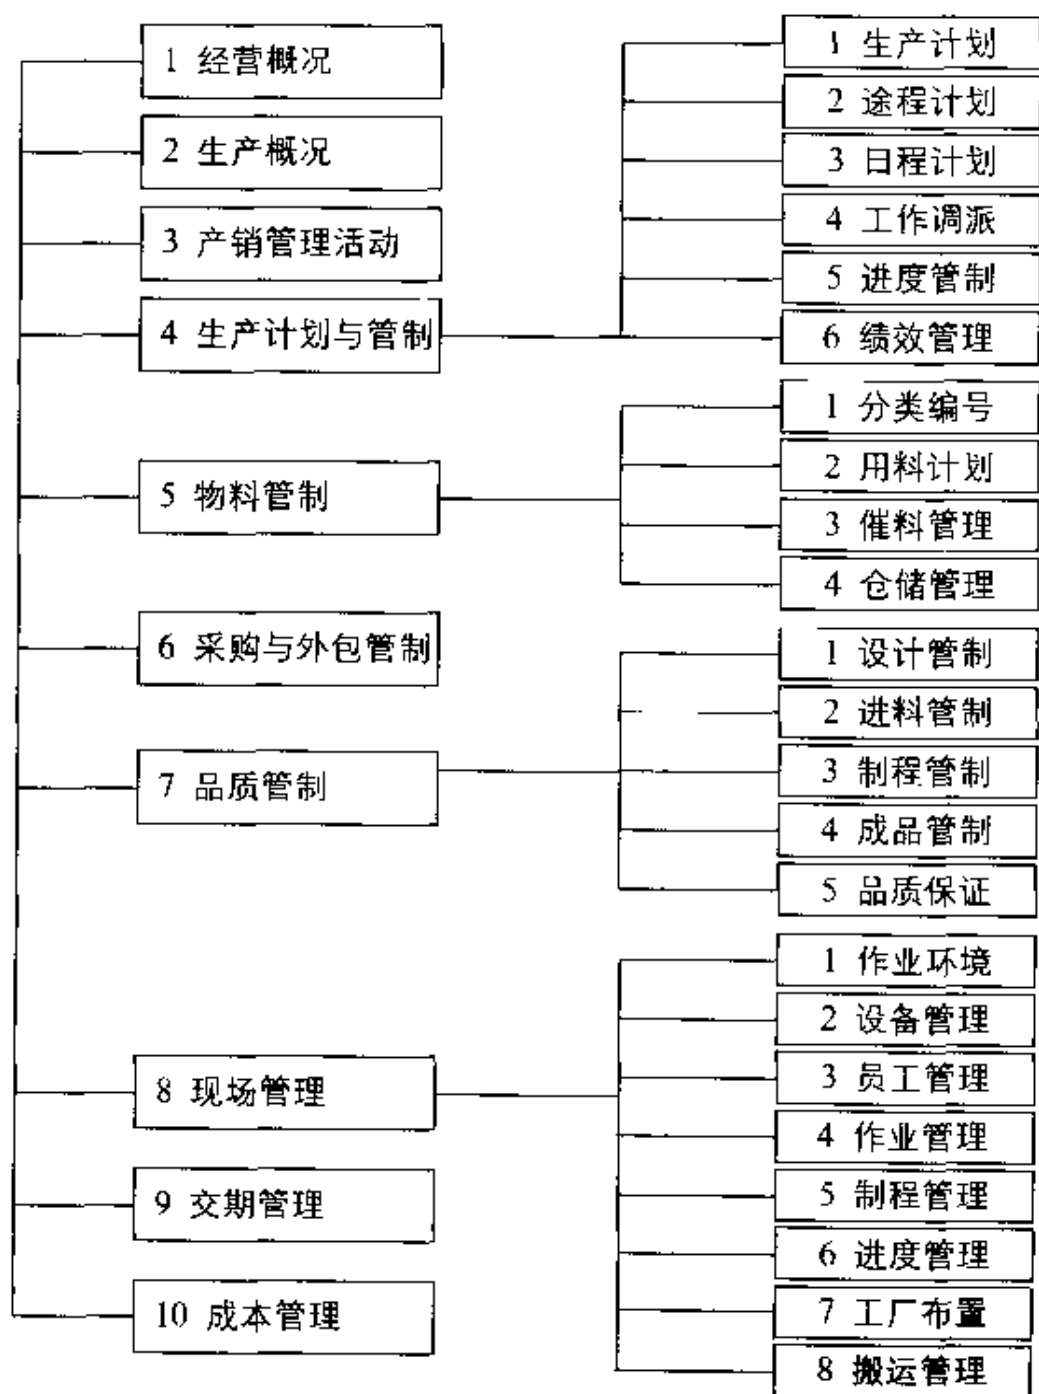 1 经营概况
2 生产概况
3 产销管理活动
4 生产计划与管制
1 生产计划
2 途程计划
3 日程计划
4 工作调派
5 进度管制
6 绩效管理
5 物料管制
1 分类编号
2 用料计划
3 催料管理
4 仓储管理
6 采购与外包管制
7 品质管制
1 设计管制
2 进料管制
3 制程管制
4 成品管制
5 品质保证
8 现场管理
1 作业环境
2 设备管理
3 员工管理
4 作业管理
5 制程管理
6 进度管理
7 工厂布置
8 搬运管理
9 交期管理
10 成本管理